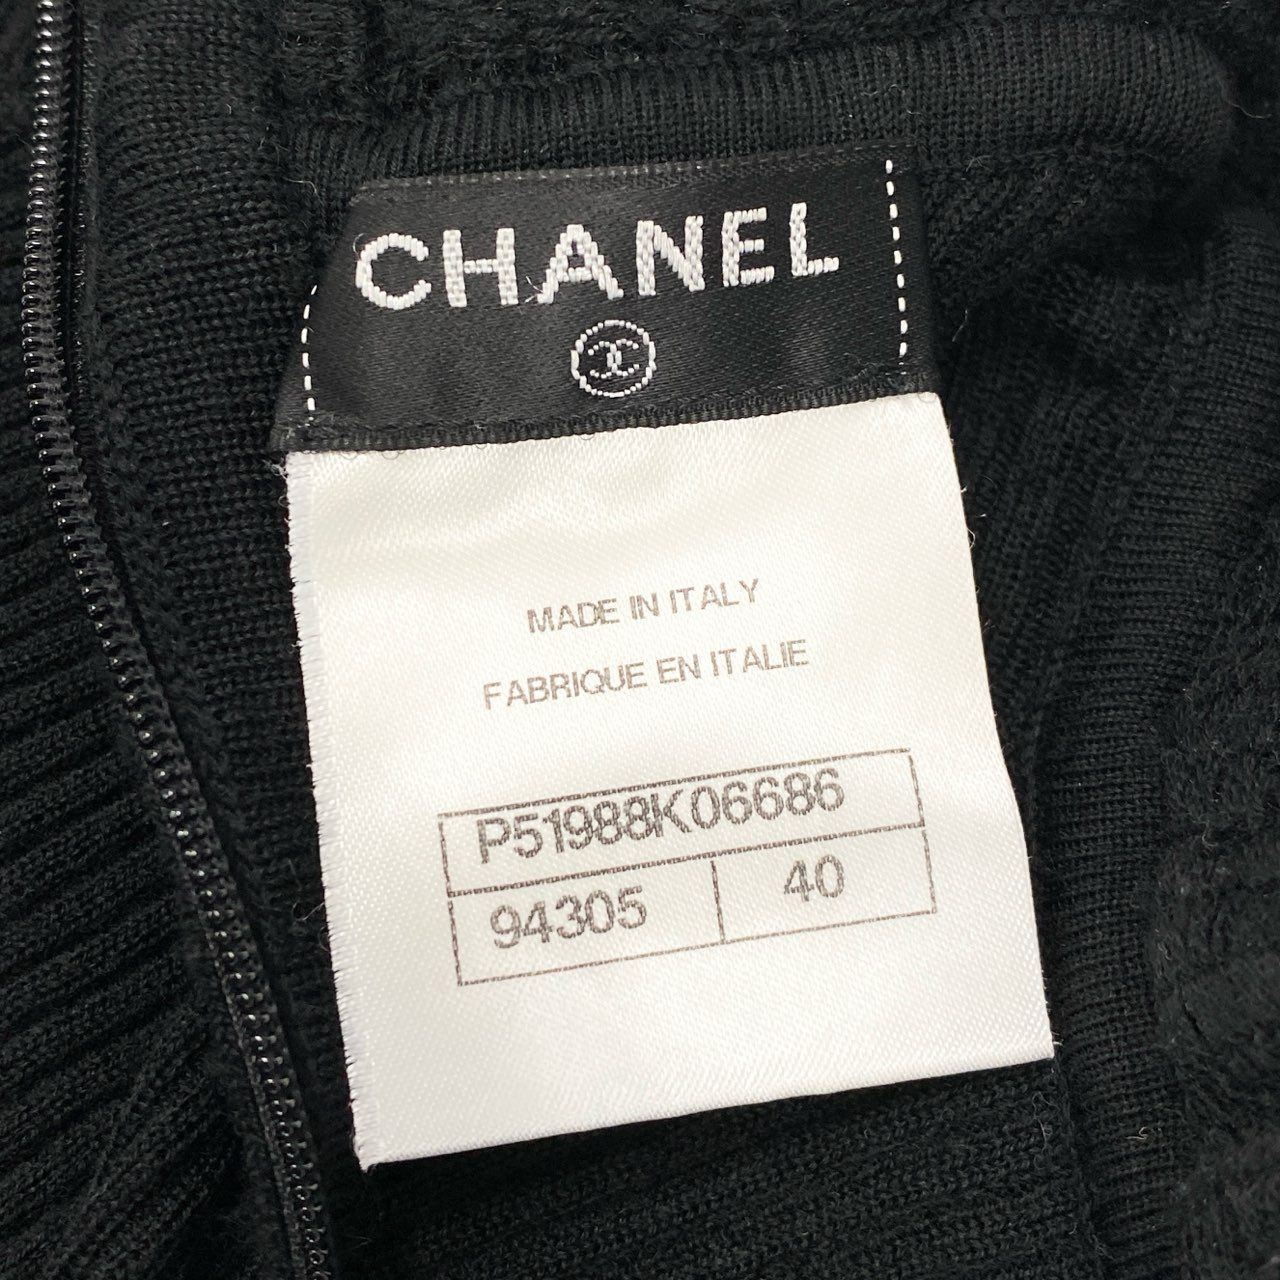 CHANEL
MADE IN ITALY
FABRIQUE EN ITALIE
P51988K06686
94305 40